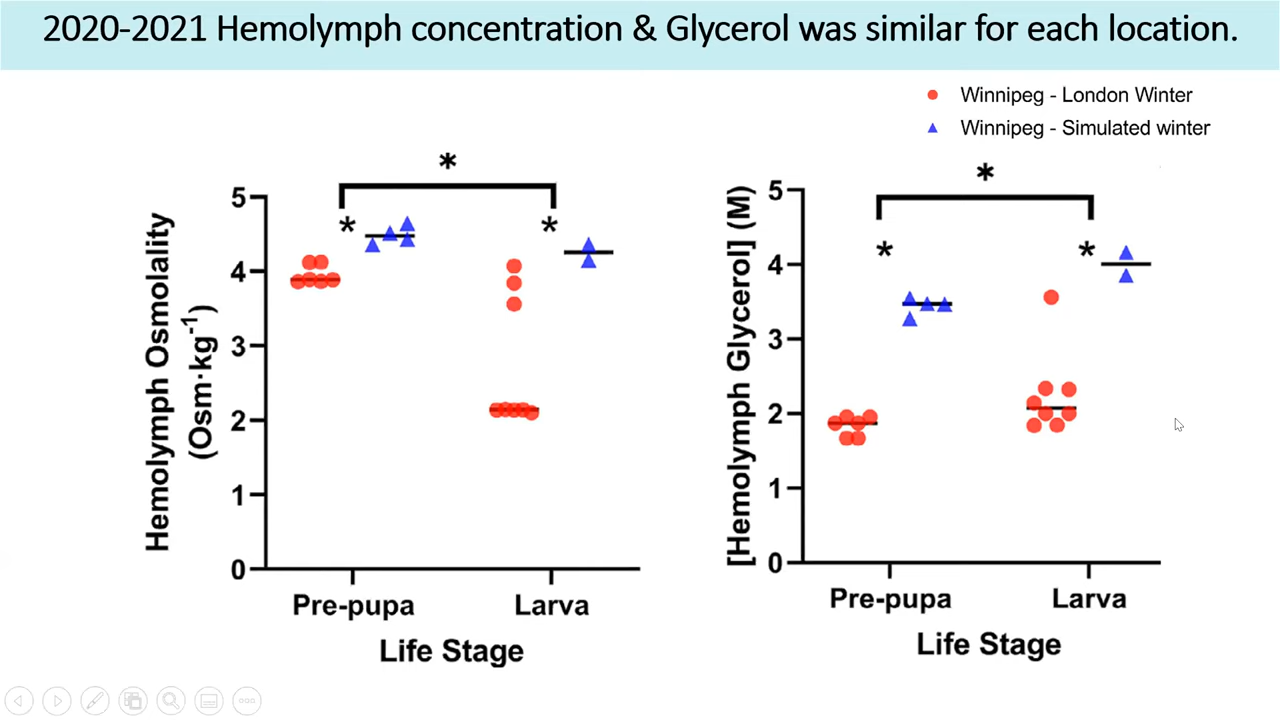 2020-2021 Hemolymph concentration & Glycerol was similar for each location.
Winnipeg - London Winter
Winnipeg - Simulated winter
*
* *
Hemolymph Osmolality
(Osm·kg⁻¹)
5
4
3
2
1
0
Pre-pupa Larva
Life Stage
*
* *
[Hemolymph Glycerol] (M)
5
4
3
2
1
0
Pre-pupa Larva
Life Stage